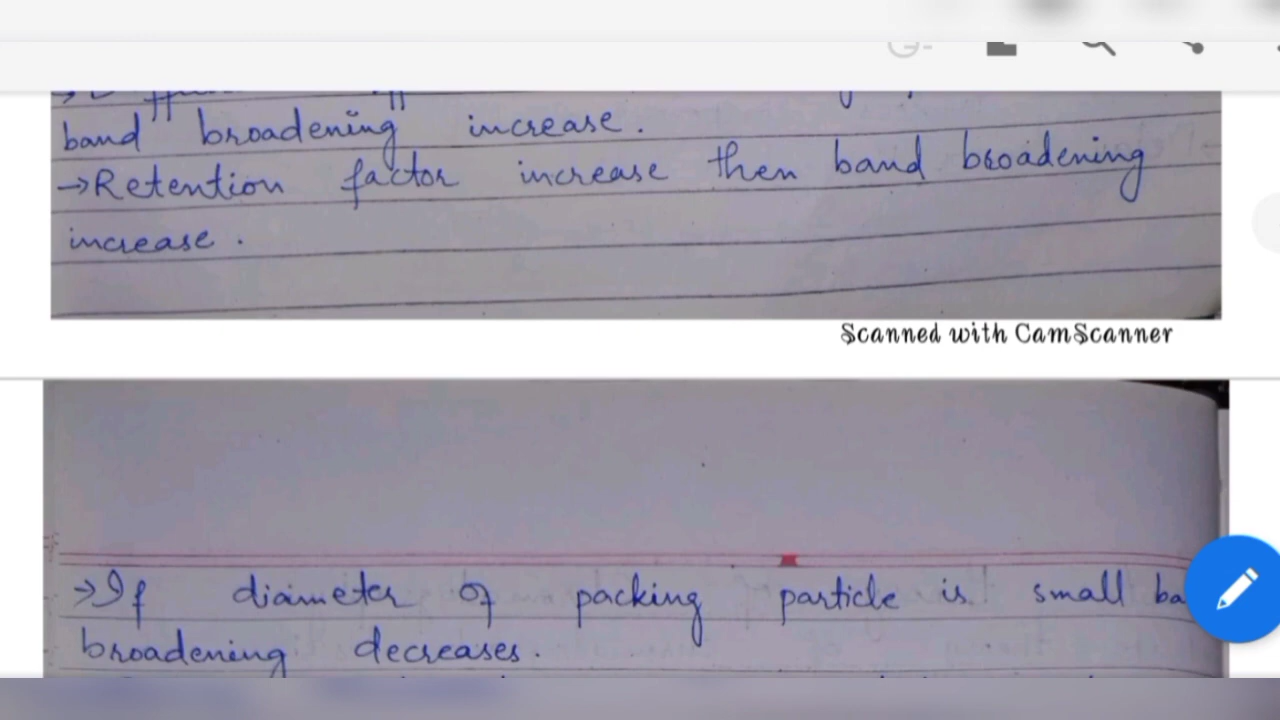 band broadening increase.
→Retention factor increase then band broadening
increase.
Scanned with CamScanner
→If diameter of packing particle is small
broadening decreases.